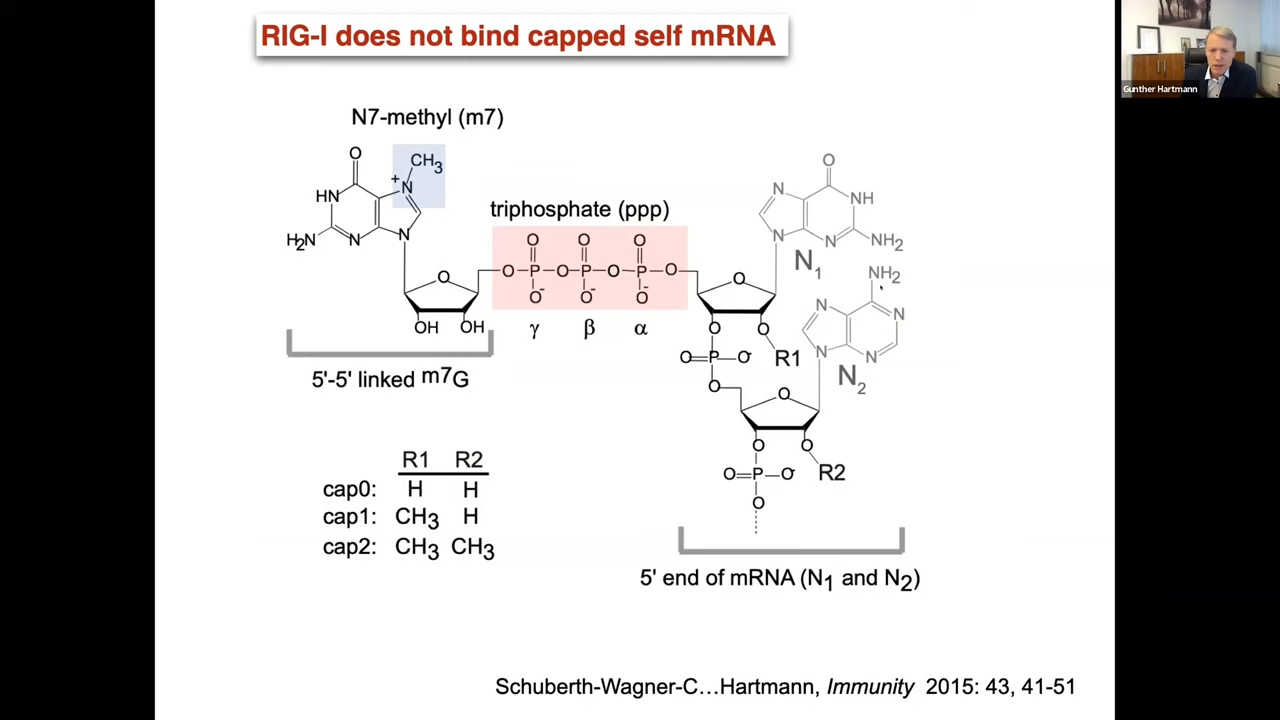 RIG-I does not bind capped self mRNA
Gunther Hartmann
N7-methyl (m7)
O
CH3
+
N
HN
H2N
N
N
O
OH
OH
triphosphate (ppp)
O O O
O P O P O P O
O- O- O-
γ β α
5'-5' linked m7G
O
N
NH
N
N
NH2
N1
NH2
N
N
N
N
N2
O
O
O
R1
O=P–O-
O
O
O
O
R2
O=P–O-
O
R1 R2
cap0: H H
cap1: CH3 H
cap2: CH3 CH3
5' end of mRNA (N1 and N2)
Schuberth-Wagner-C…Hartmann, Immunity 2015: 43, 41-51